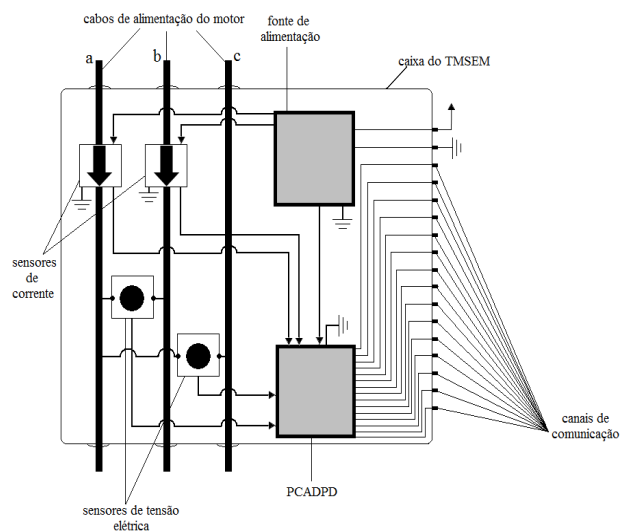 cabos de alimentação do motor
fonte de
alimentação
caixa do TMSEM
a
b
c
sensores
de
corrente
canais de
comunicação
PCADPD
sensores de tensão
elétrica